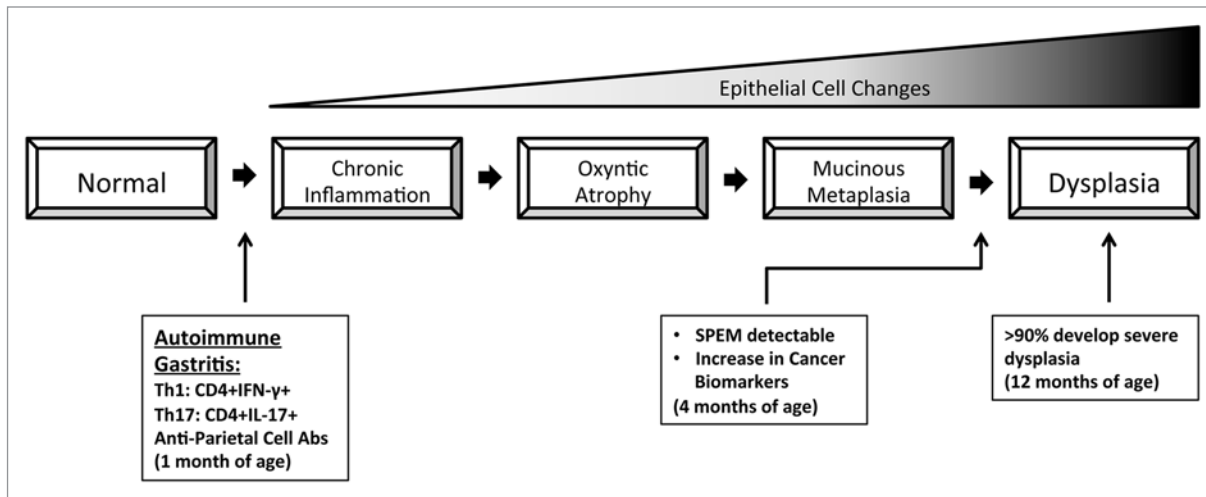 Epithelial Cell Changes
Normal
Chronic
Inflammation
Oxyntic
Atrophy
Mucinous
Metaplasia
Dysplasia
Autoimmune
Gastritis:
Th1: CD4+IFN-γ+
Th17: CD4+IL-17+
Anti-Parietal Cell Abs
(1 month of age)
• SPEM detectable
• Increase in Cancer
Biomarkers
(4 months of age)
>90% develop severe
dysplasia
(12 months of age)